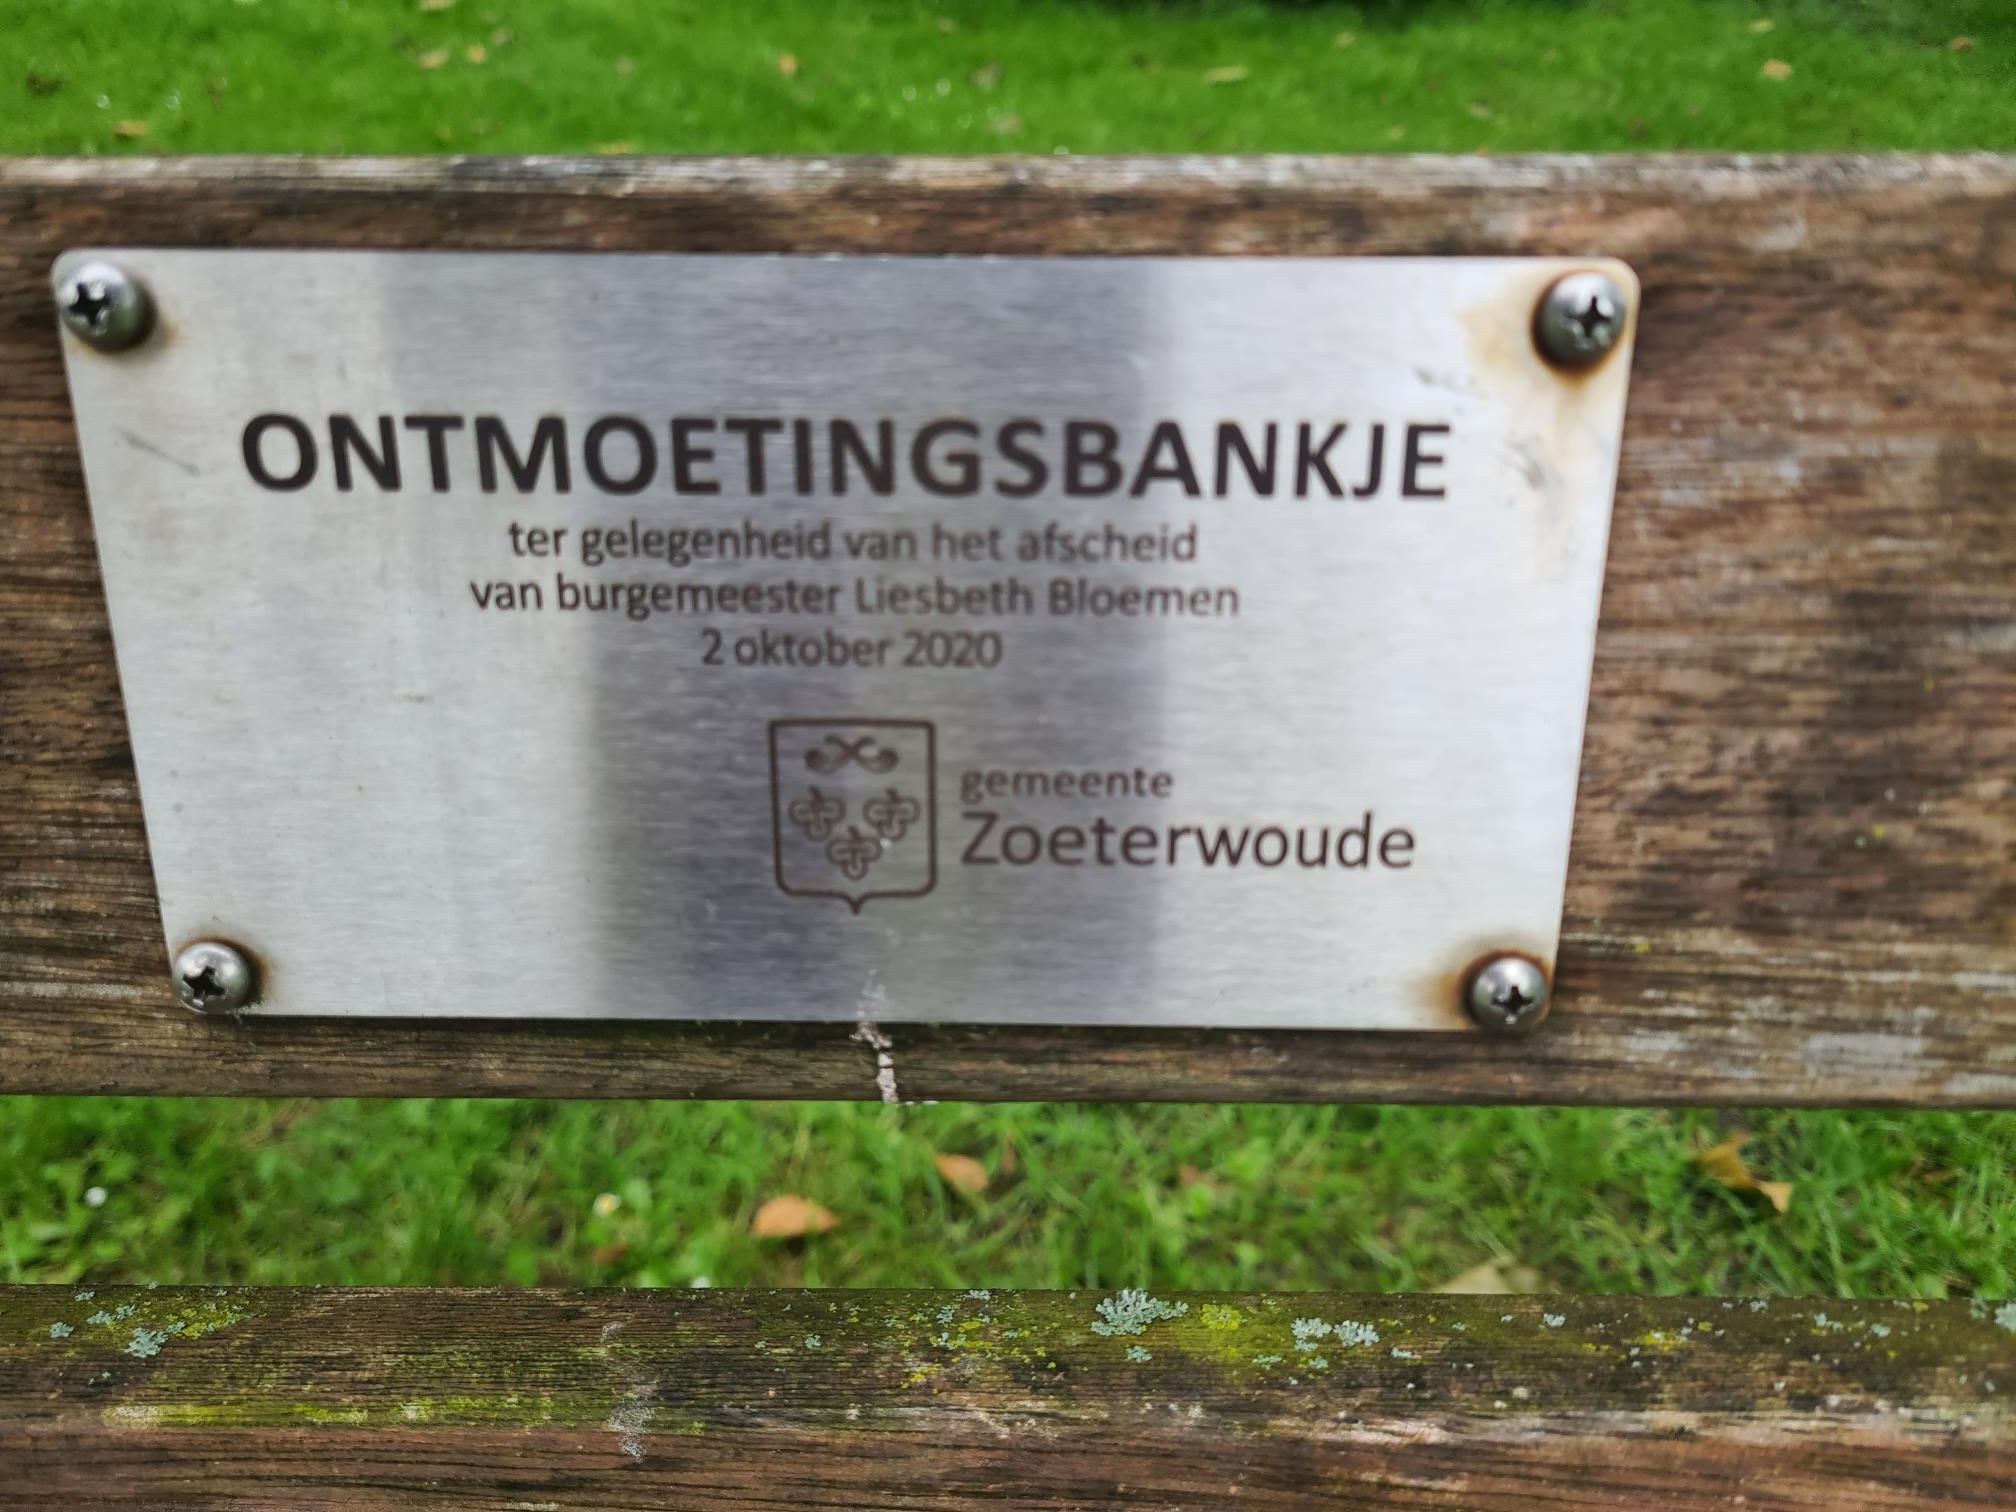 ONTMOETINGSBANKJE
ter gelegenheid van het afscheid
van burgemeester Liesbeth Bloemen
2 oktober 2020
gemeente
Zoeterwoude